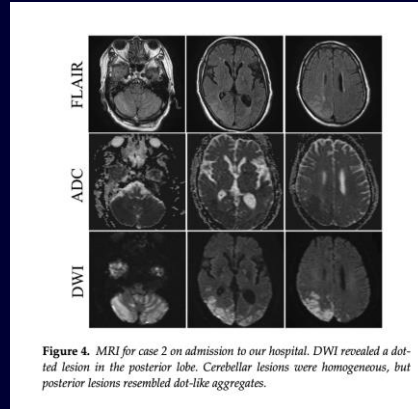 FLAIR
ADC
DWI
Figure 4. MRI for case 2 on admission to our hospital. DWI revealed a dot-
ted lesion in the posterior lobe. Cerebellar lesions were homogeneous, but
posterior lesions resembled dot-like aggregates.